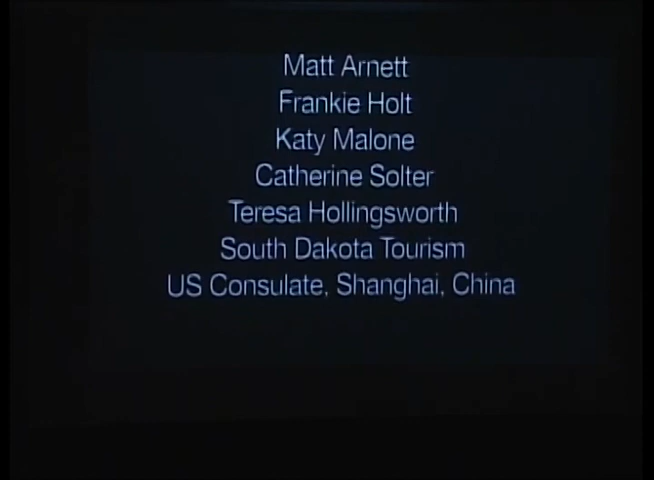 Matt Arnett
Frankie Holt
Katy Malone
Catherine Solter
Teresa Hollingsworth
South Dakota Tourism
US Consulate, Shanghai, China